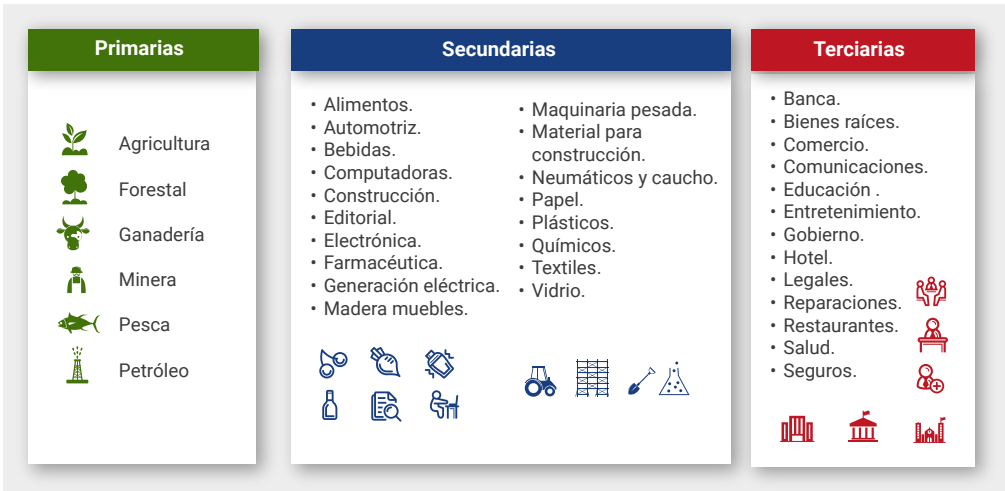 Primarias
Agricultura
Forestal
Ganadería
Minera
Pesca
Petróleo
Secundarias
• Alimentos.
• Automotriz.
• Bebidas.
• Computadoras.
• Construcción.
• Editorial.
• Electrónica.
• Farmacéutica.
• Generación eléctrica.
• Madera muebles.
• Maquinaria pesada.
• Material para
construcción.
• Neumáticos y caucho.
• Papel.
• Plásticos.
• Químicos.
• Textiles.
• Vidrio.
Terciarias
• Banca.
• Bienes raíces.
• Comercio.
• Comunicaciones.
• Educación .
• Entretenimiento.
• Gobierno.
• Hotel.
• Legales.
• Reparaciones.
• Restaurantes.
• Salud.
• Seguros.